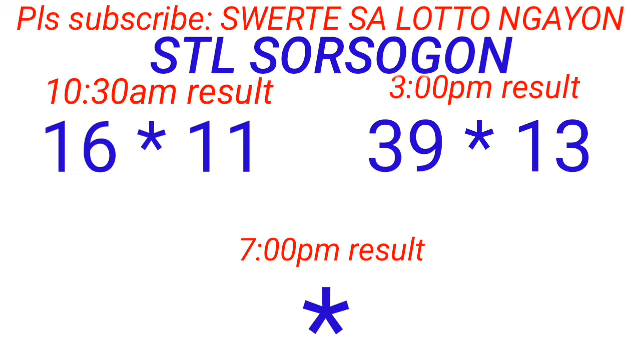 Pls subscribe: SWERTE SA LOTTO NGAYON
STL SORSOGON
10:30am result 3:00pm result
16 * 11 39 * 13
7:00pm result
*